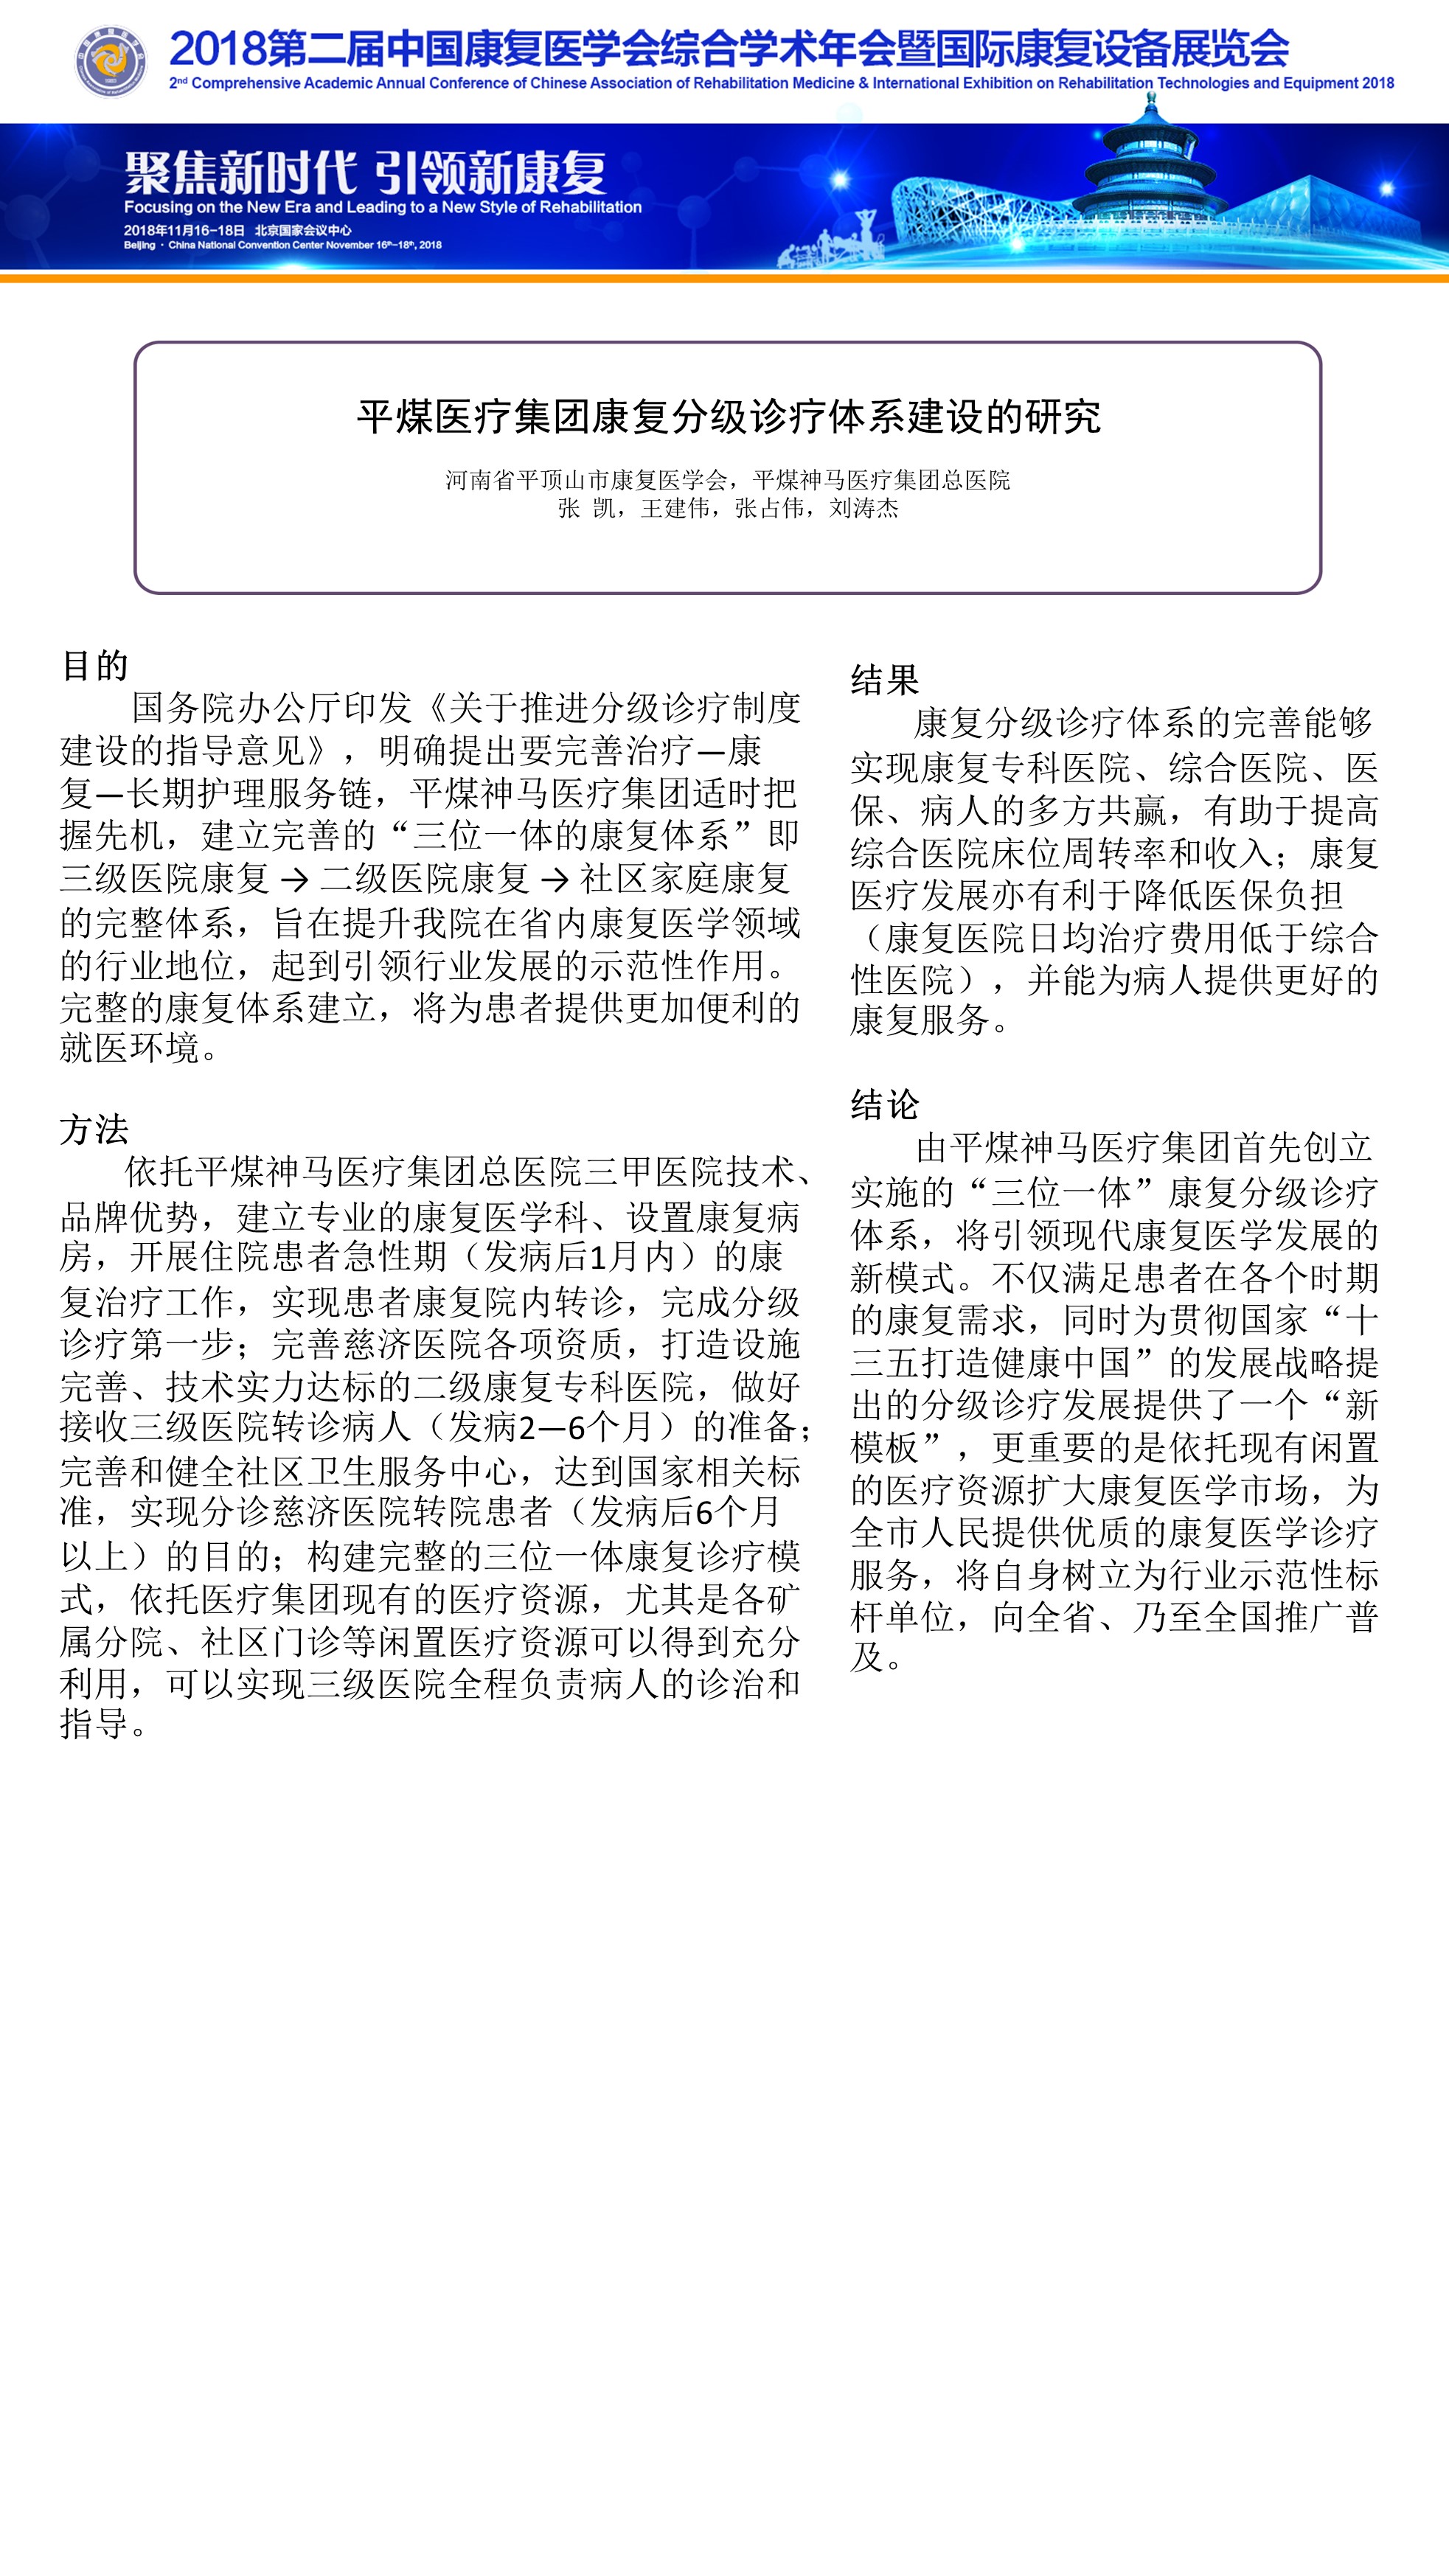 2018第二届中国康复医学会综合学术年会暨国际康复设备展览会
2nd Comprehensive Academic Annual Conference of Chinese Association of Rehabilitation Medicine & International Exhibition on Rehabilitation Technologies and Equipment 2018
聚焦新时代 引领新康复
Focusing on the New Era and Leading to a New Style of Rehabilitation
2018年11月16-18日 北京国家会议中心
Beijing · China National Convention Center November 16th-18th, 2018
平煤医疗集团康复分级诊疗体系建设的研究
河南省平顶山市康复医学会，平煤神马医疗集团总医院
张 凯，王建伟，张占伟，刘涛杰
目的
国务院办公厅印发《关于推进分级诊疗制度
建设的指导意见》，明确提出要完善治疗—康
复—长期护理服务链，平煤神马医疗集团适时把
握先机，建立完善的“三位一体的康复体系”即
三级医院康复→二级医院康复→社区家庭康复
的完整体系，旨在提升我院在省内康复医学领域
的行业地位，起到引领行业发展的示范性作用。
完整的康复体系建立，将为患者提供更加便利的
就医环境。
方法
依托平煤神马医疗集团总医院三甲医院技术、
品牌优势，建立专业的康复医学科、设置康复病
房，开展住院患者急性期（发病后1月内）的康
复治疗工作，实现患者康复院内转诊，完成分级
诊疗第一步；完善慈济医院各项资质，打造设施
完善、技术实力达标的二级康复专科医院，做好
接收三级医院转诊病人（发病2—6个月）的准备；
完善和健全社区卫生服务中心，达到国家相关标
准，实现分诊慈济医院转院患者（发病后6个月
以上）的目的；构建完整的三位一体康复诊疗模
式，依托医疗集团现有的医疗资源，尤其是各矿
属分院、社区门诊等闲置医疗资源可以得到充分
利用，可以实现三级医院全程负责病人的诊治和
指导。
结果
康复分级诊疗体系的完善能够
实现康复专科医院、综合医院、医
保、病人的多方共赢，有助于提高
综合医院床位周转率和收入；康复
医疗发展亦有利于降低医保负担
（康复医院日均治疗费用低于综合
性医院），并能为病人提供更好的
康复服务。
结论
由平煤神马医疗集团首先创立
实施的“三位一体”康复分级诊疗
体系，将引领现代康复医学发展的
新模式。不仅满足患者在各个时期
的康复需求，同时为贯彻国家“十
三五打造健康中国”的发展战略提
出的分级诊疗发展提供了一个“新
模板”，更重要的是依托现有闲置
的医疗资源扩大康复医学市场，为
全市人民提供优质的康复医学诊疗
服务，将自身树立为行业示范性标
杆单位，向全省、乃至全国推广普
及。